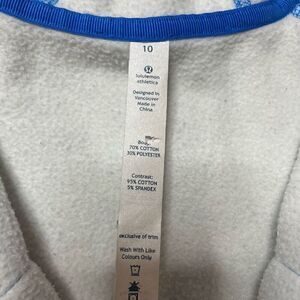 10
lululemon
athletica
Designed in
Vancouver
Made in
China
Body:
70% COTTON
30% POLYESTER
Contrast:
95% COTTON
5% SPANDEX
exclusive of trim
Wash With Like
Colours Only